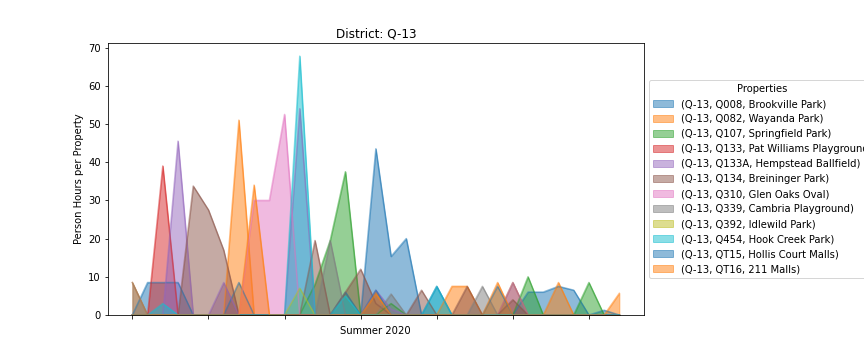 District: Q-13
70
60
50
40
30
20
10
0
Person Hours per Property
Summer 2020
Properties
(Q-13, Q008, Brookville Park)
(Q-13, Q082, Wayanda Park)
(Q-13, Q107, Springfield Park)
(Q-13, Q133, Pat Williams Playground
(Q-13, Q133A, Hempstead Ballfield)
(Q-13, Q134, Breininger Park)
(Q-13, Q310, Glen Oaks Oval)
(Q-13, Q339, Cambria Playground)
(Q-13, Q392, Idlewild Park)
(Q-13, Q454, Hook Creek Park)
(Q-13, QT15, Hollis Court Malls)
(Q-13, QT16, 211 Malls)